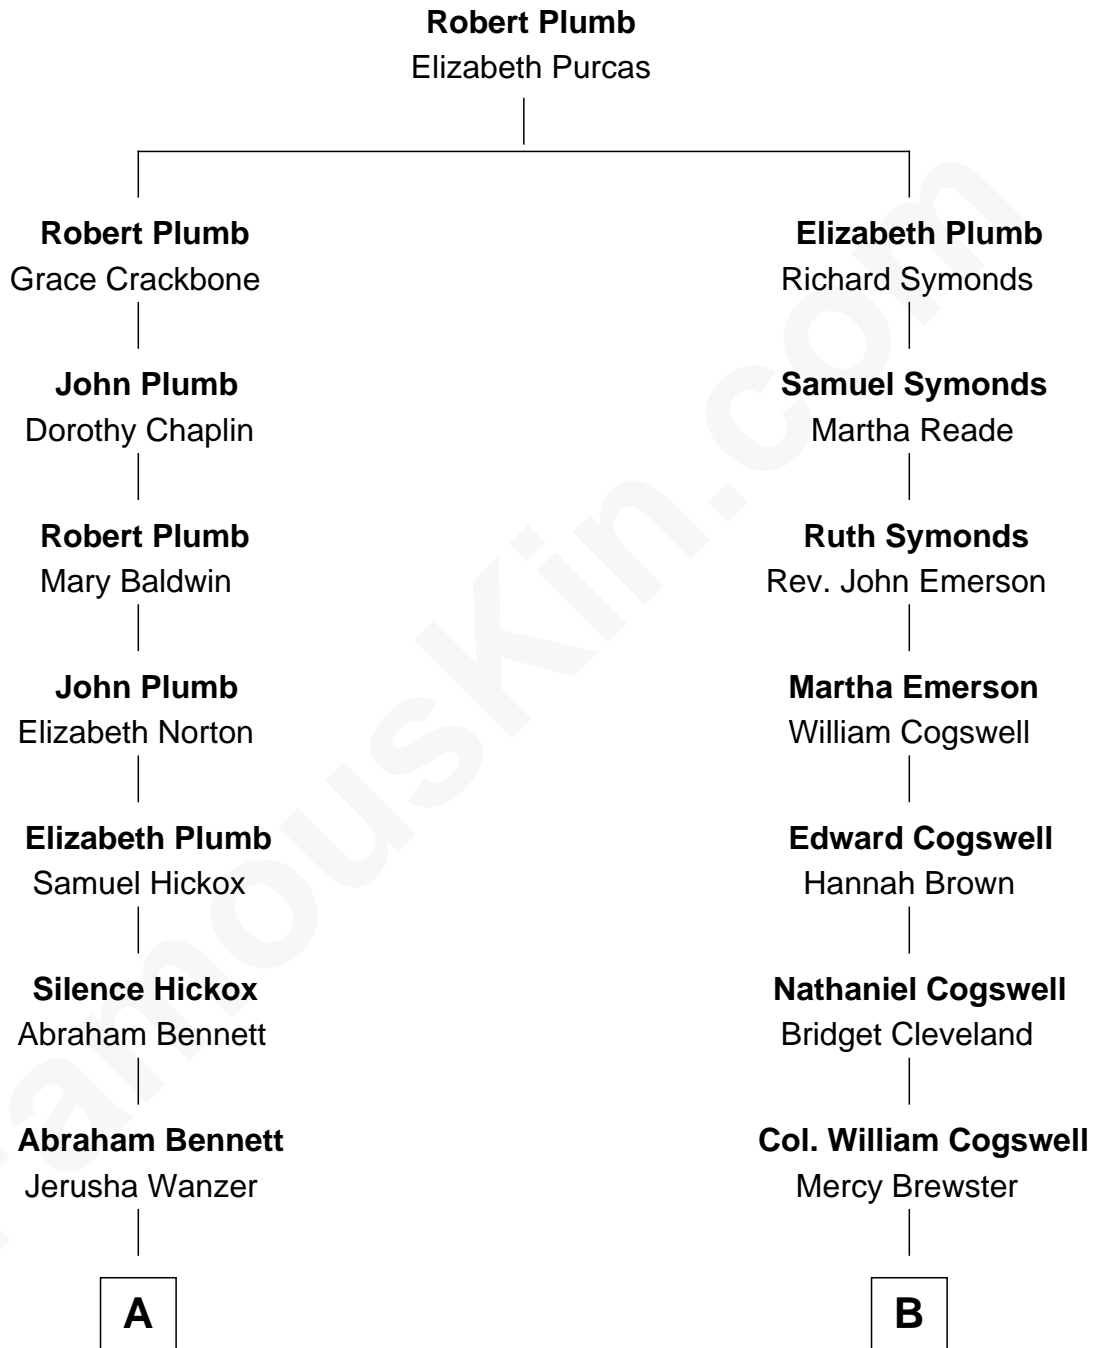 Robert Plumb
Elizabeth Purcas
Robert Plumb
Grace Crackbone
John Plumb
Dorothy Chaplin
Robert Plumb
Mary Baldwin
John Plumb
Elizabeth Norton
Elizabeth Plumb
Samuel Hickox
Silence Hickox
Abraham Bennett
Abraham Bennett
Jerusha Wanzer
A
Elizabeth Plumb
Richard Symonds
Samuel Symonds
Martha Reade
Ruth Symonds
Rev. John Emerson
Martha Emerson
William Cogswell
Edward Cogswell
Hannah Brown
Nathaniel Cogswell
Bridget Cleveland
Col. William Cogswell
Mercy Brewster
B
FamousKin.com